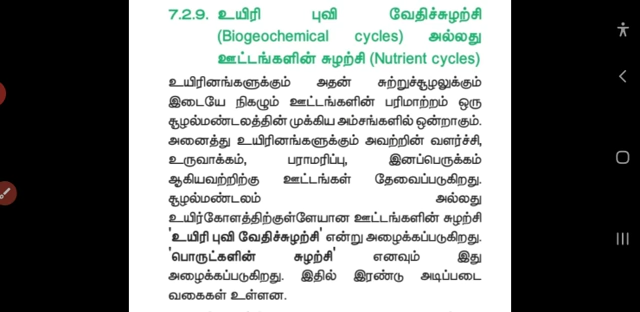 7.2.9. உயிரி புவி வேதிச்சுழற்சி
(Biogeochemical cycles) அல்லது
ஊட்டங்களின் சுழற்சி (Nutrient cycles)
உயிரினங்களுக்கும் அதன் சுற்றுச்சூழலுக்கும்
இடையே நிகழும் ஊட்டங்களின் பரிமாற்றம் ஒரு
சூழல்மண்டலத்தின் முக்கிய அம்சங்களில் ஒன்றாகும்.
அனைத்து உயிரினங்களுக்கும் அவற்றின் வளர்ச்சி,
உருவாக்கம், பராமரிப்பு, இனப்பெருக்கம்
ஆகியவற்றிற்கு ஊட்டங்கள் தேவைப்படுகிறது.
சூழல்மண்டலம் அல்லது
உயிர்கோளத்திற்குள்ளேயான ஊட்டங்களின் சுழற்சி
'உயிரி புவி வேதிச்சுழற்சி' என்று அழைக்கப்படுகிறது.
'பொருட்களின் சுழற்சி' எனவும் இது
அழைக்கப்படுகிறது. இதில் இரண்டு அடிப்படை
வகைகள் உள்ளன.